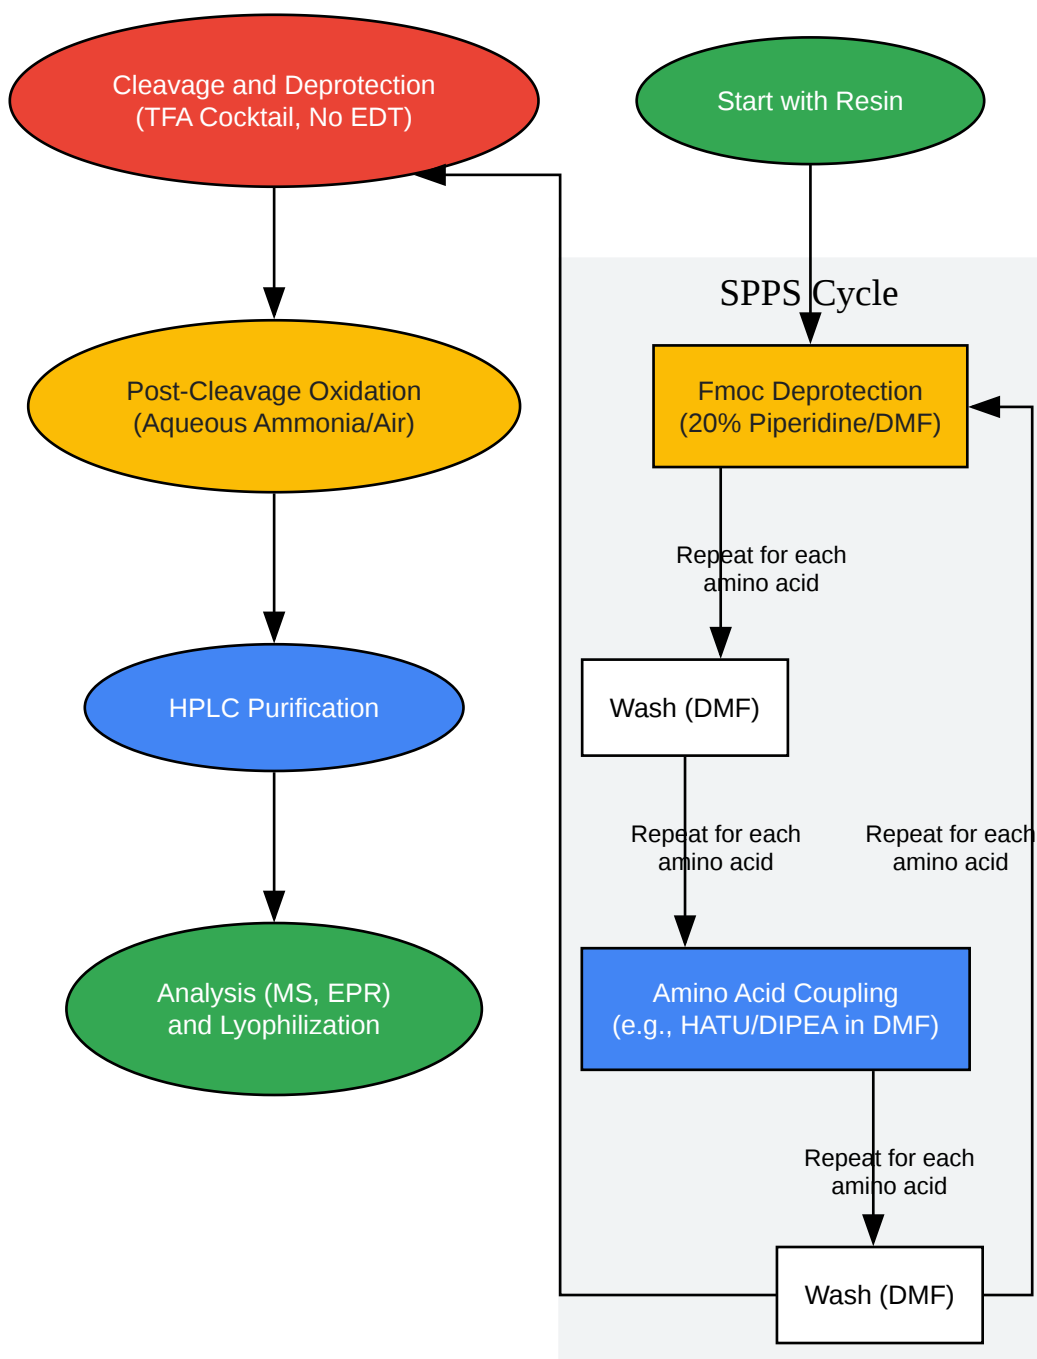 Cleavage and Deprotection
(TFA Cocktail, No EDT)
Start with Resin
SPPS Cycle
Post-Cleavage Oxidation
(Aqueous Ammonia/Air)
Fmoc Deprotection
(20% Piperidine/DMF)
Repeat for each
amino acid
HPLC Purification
Wash (DMF)
Repeat for each
amino acid
Repeat for each
amino acid
Analysis (MS, EPR)
and Lyophilization
Amino Acid Coupling
(e.g., HATU/DIPEA in DMF)
Repeat for each
amino acid
Wash (DMF)